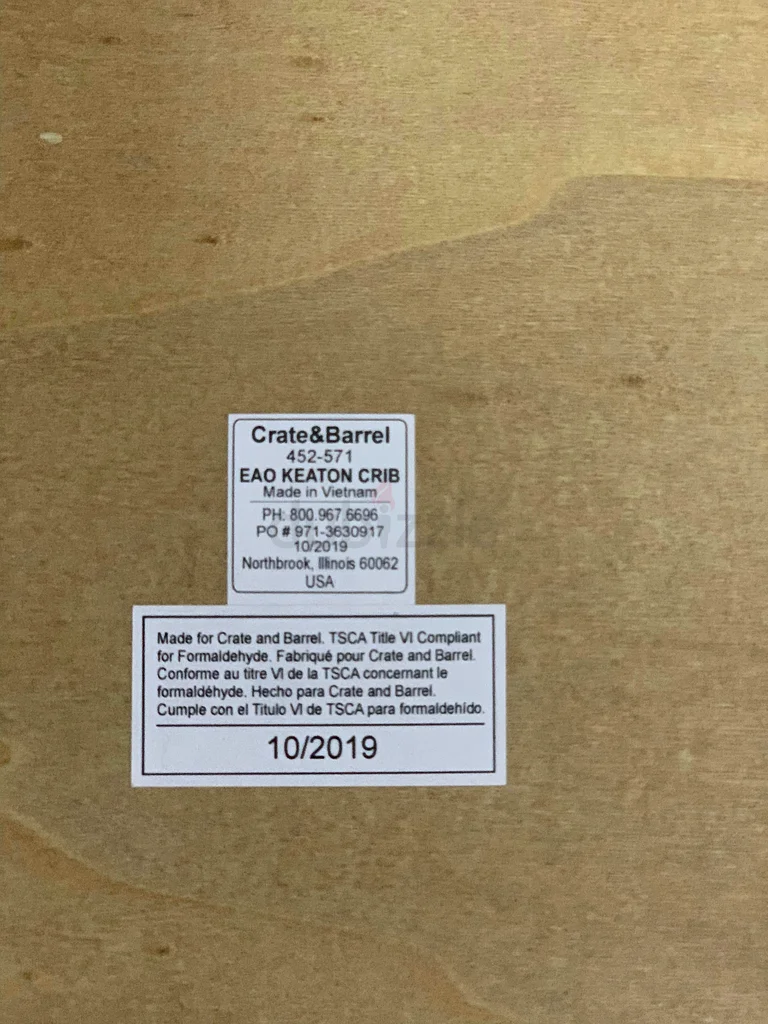 Crate&Barrel
452-571
EAO KEATON CRIB
Made in Vietnam
PH: 800.967.6696
PO # 971-3630917
10/2019
Northbrook, Illinois 60062
USA
Made for Crate and Barrel. TSCA Title VI Compliant
for Formaldehyde. Fabriqué pour Crate and Barrel.
Conforme au titre VI de la TSCA concernant le
formaldéhyde. Hecho para Crate and Barrel.
Cumple con el Titulo VI de TSCA para formaldehído.
10/2019